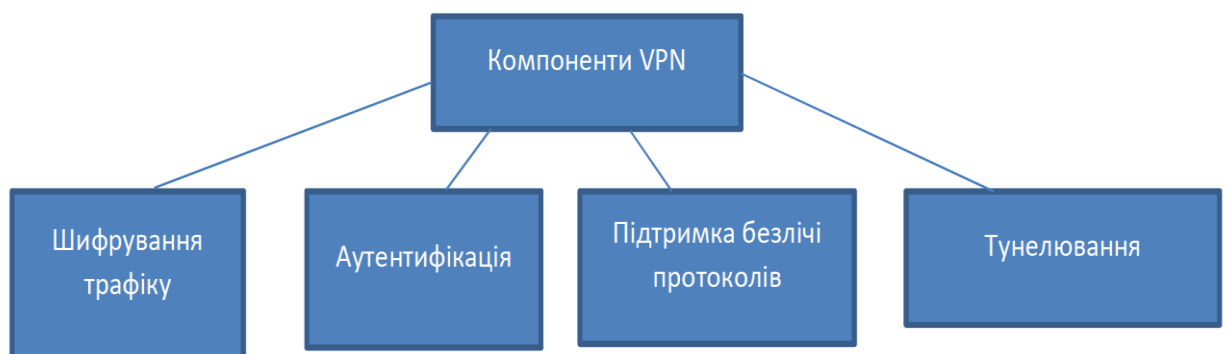 Компоненти VPN
Шифрування
трафіку
Аутентифікація
Підтримка безлічі
протоколів
Тунелювання